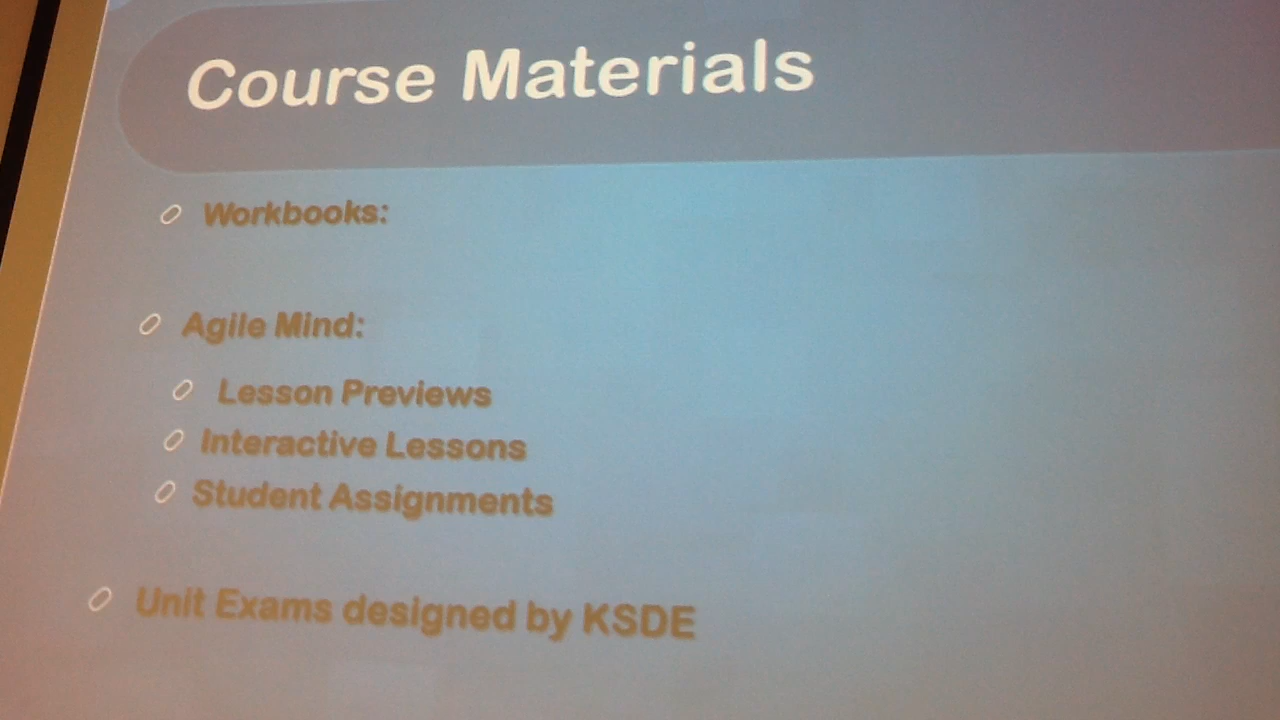 Course Materials
Workbooks:
Agile Mind:
Lesson Previews
Interactive Lessons
Student Assignments
Unit Exams designed by KSDE